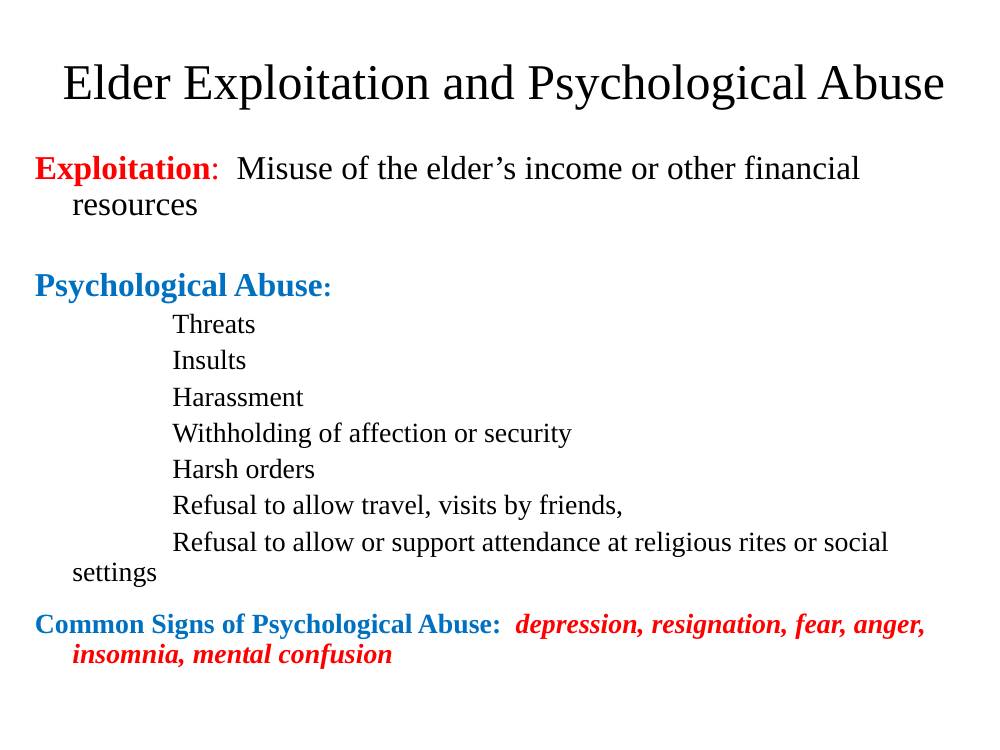 Elder Exploitation and Psychological Abuse
Exploitation:  Misuse of the elder’s income or other financial
resources
Psychological Abuse:
Threats
Insults
Harassment
Withholding of affection or security
Harsh orders
Refusal to allow travel, visits by friends,
Refusal to allow or support attendance at religious rites or social
settings
Common Signs of Psychological Abuse:  depression, resignation, fear, anger,
insomnia, mental confusion